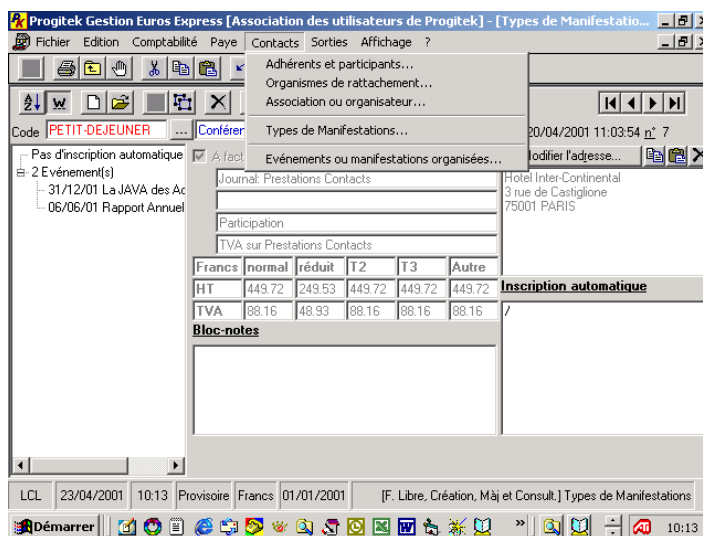 Progitek Gestion Euros Express [Association des utilisateurs de Progitek] - [Types de Manifestatio...
Fichier Edition Comptabilité Paye Contacts Sorties Affichage ?
Adhérents et participants...
Organismes de rattachement...
Association ou organisateur...
Types de Manifestations...
Evénements ou manifestations organisées...
Code PETIT-DEJEUNER ... Conféren 20/04/2001 11:03:54 n° 7
Pas d'inscription automatique
2 Evénement(s)
31/12/01 La JAVA des Ac
06/06/01 Rapport Annuel
A fact
Modifier l'adresse...
Journal: Prestations Contacts
Participation
TVA sur Prestations Contacts
Hotel Inter-Continental
3 rue de Castiglione
75001 PARIS
Francs normal réduit T2 T3 Autre
HT 449.72 249.53 449.72 449.72 449.72
TVA 88.16 48.93 88.16 88.16 88.16
Inscription automatique
/
Bloc-notes
LCL 23/04/2001 10:13 Provisoire Francs 01/01/2001 [F. Libre, Création, Màj et Consult.] Types de Manifestations
Démarrer » 10:13